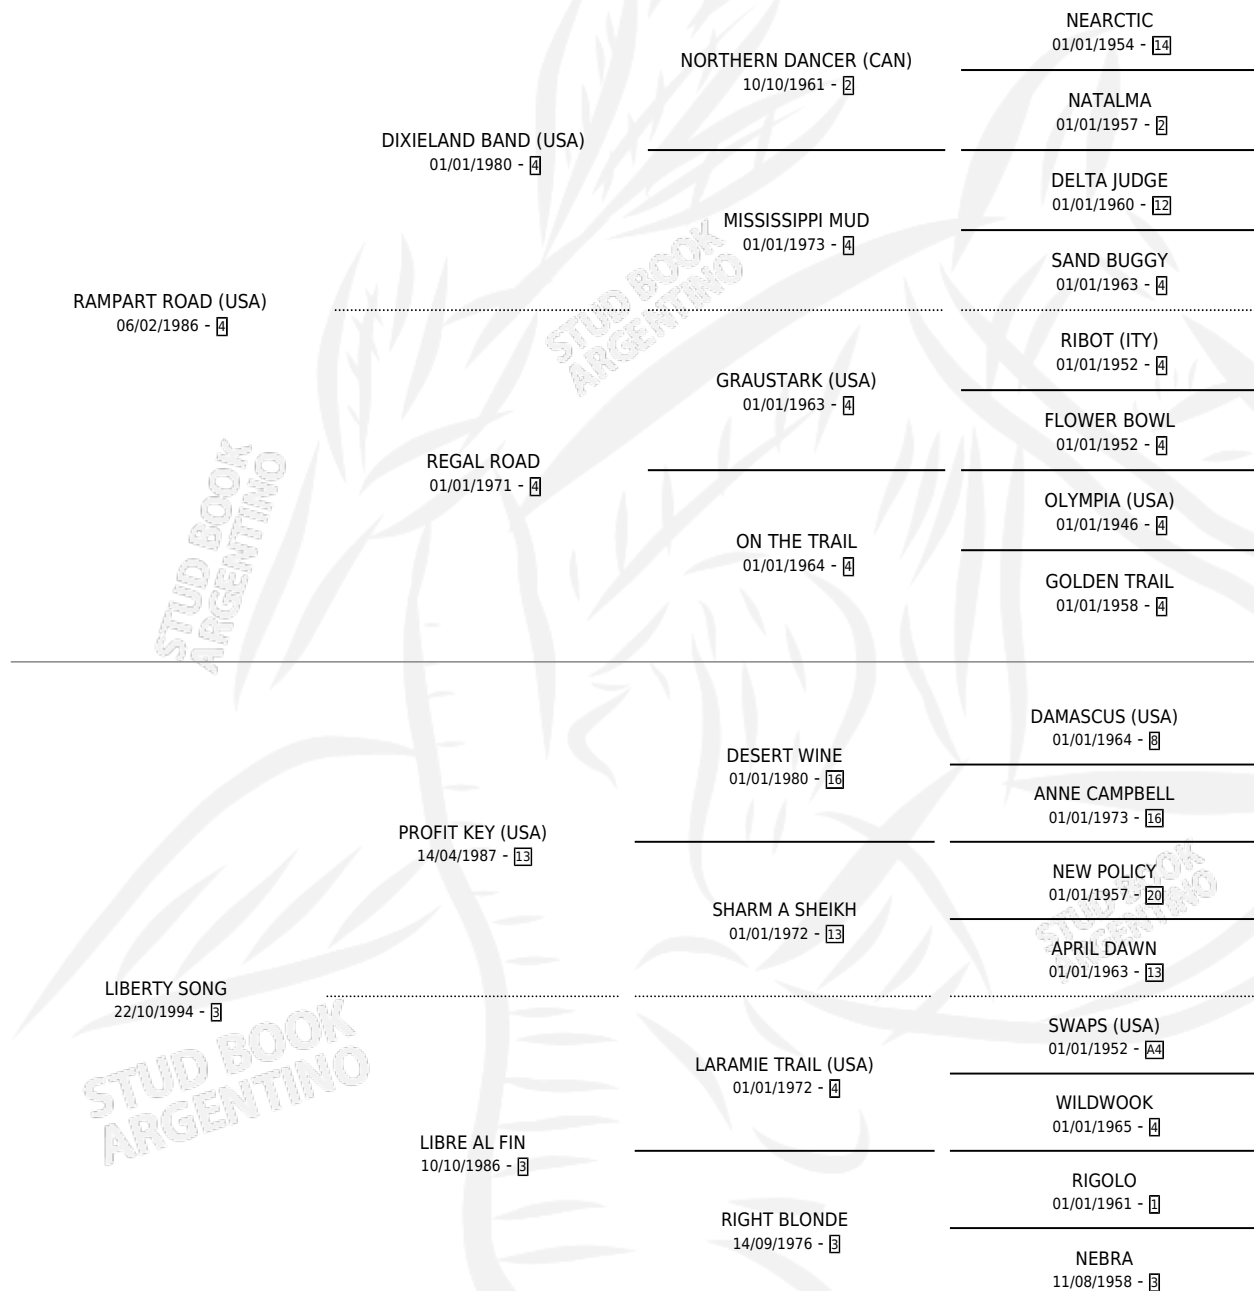 NEARCTIC
01/01/1954 - 14
NORTHERN DANCER (CAN)
10/10/1961 - 2
NATALMA
01/01/1957 - 2
DIXIELAND BAND (USA)
01/01/1980 - 4
DELTA JUDGE
01/01/1960 - 12
MISSISSIPPI MUD
01/01/1973 - 4
SAND BUGGY
01/01/1963 - 4
RAMPART ROAD (USA)
06/02/1986 - 4
RIBOT (ITY)
01/01/1952 - 4
GRAUSTARK (USA)
01/01/1963 - 4
FLOWER BOWL
01/01/1952 - 4
REGAL ROAD
01/01/1971 - 4
OLYMPIA (USA)
01/01/1946 - 4
ON THE TRAIL
01/01/1964 - 4
GOLDEN TRAIL
01/01/1958 - 4
DAMASCUS (USA)
01/01/1964 - 8
DESERT WINE
01/01/1980 - 16
ANNE CAMPBELL
01/01/1973 - 16
PROFIT KEY (USA)
14/04/1987 - 13
NEW POLICY
01/01/1957 - 20
SHARM A SHEIKH
01/01/1972 - 13
APRIL DAWN
01/01/1963 - 13
LIBERTY SONG
22/10/1994 - 3
SWAPS (USA)
01/01/1952 - A4
LARAMIE TRAIL (USA)
01/01/1972 - 4
WILDWOOK
01/01/1965 - 4
LIBRE AL FIN
10/10/1986 - 3
RIGOLO
01/01/1961 - 1
RIGHT BLONDE
14/09/1976 - 3
NEBRA
11/08/1958 - 3
STUD BOOK
ARGENTINO
STUD BOOK
ARGENTINO
STUD BOOK
ARGENTINO
STUD BOOK
ARGENTINO